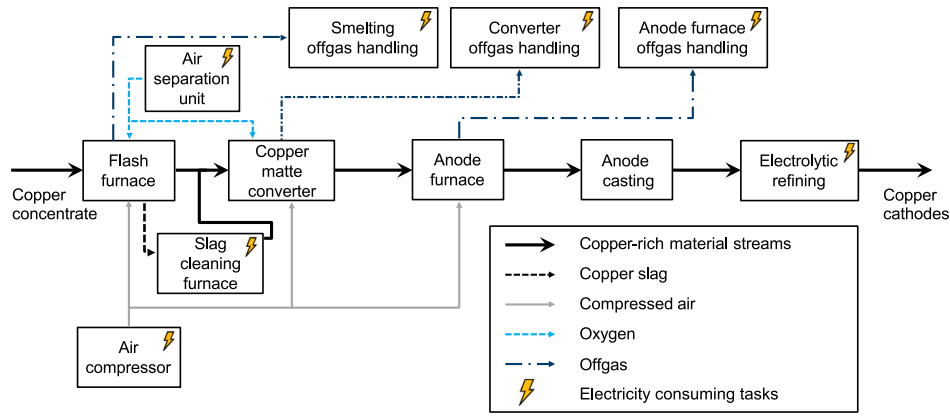 Smelting
offgas handling
Converter
offgas handling
Anode furnace
offgas handling
Air
separation
unit
Copper
concentrate
Flash
furnace
Copper
matte
converter
Anode
furnace
Anode
casting
Electrolytic
refining
Copper
cathodes
Slag
cleaning
furnace
Air
compressor
Copper-rich material streams
Copper slag
Compressed air
Oxygen
Offgas
Electricity consuming tasks